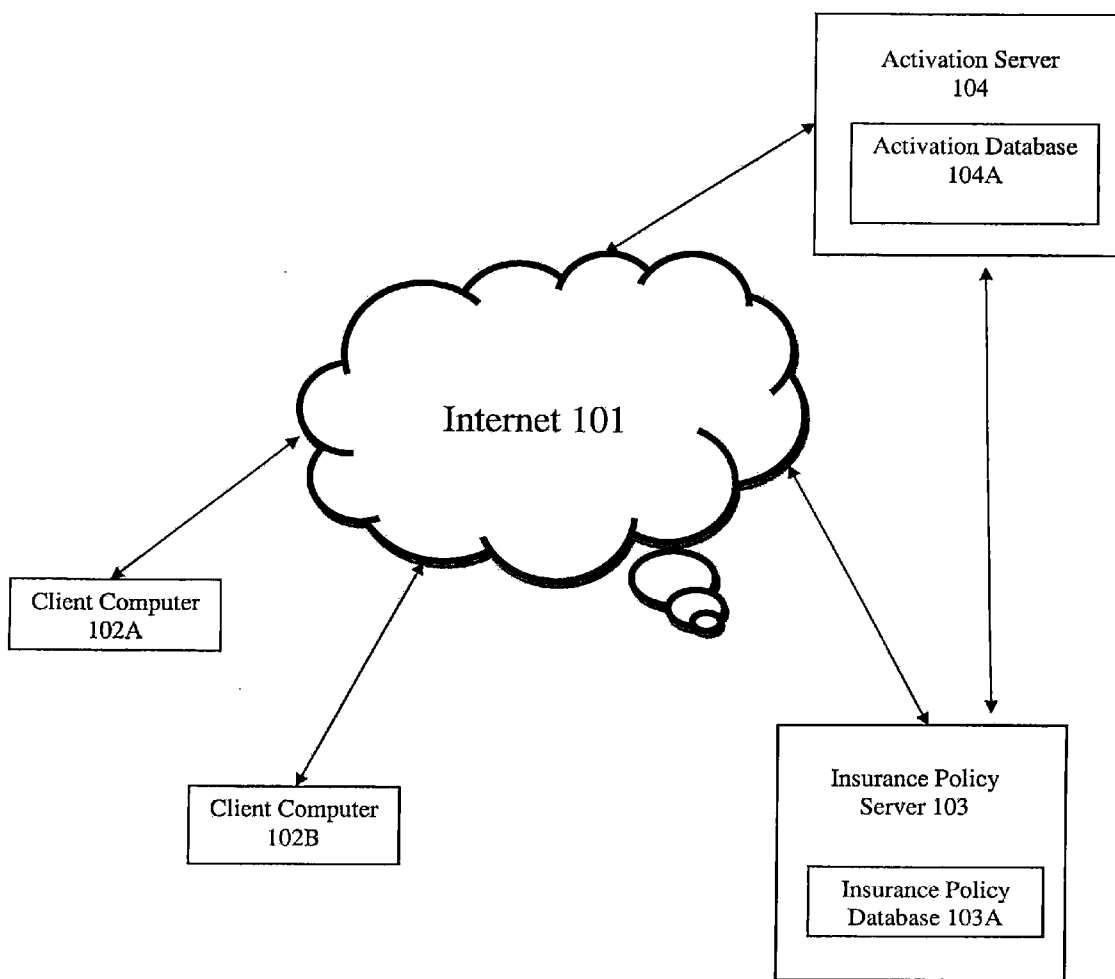 Activation Server
104
Activation Database
104A
Internet 101
Client Computer
102A
Client Computer
102B
Insurance Policy
Server 103
Insurance Policy
Database 103A